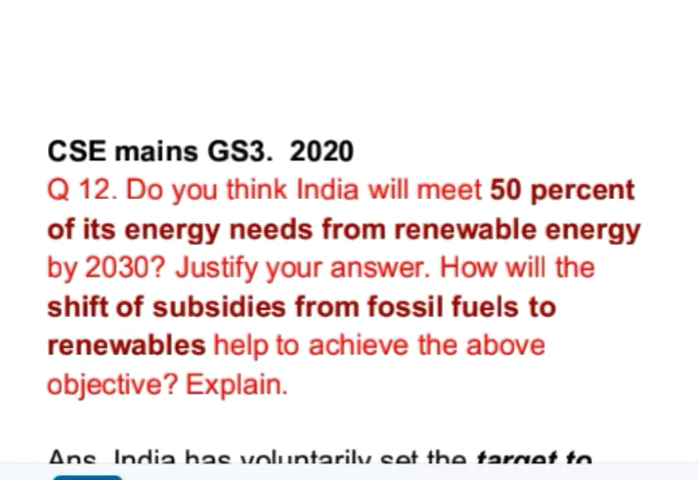 CSE mains GS3.  2020
Q 12. Do you think India will meet 50 percent
of its energy needs from renewable energy
by 2030? Justify your answer. How will the
shift of subsidies from fossil fuels to
renewables help to achieve the above
objective? Explain.
Ans. India has voluntarily set the target to